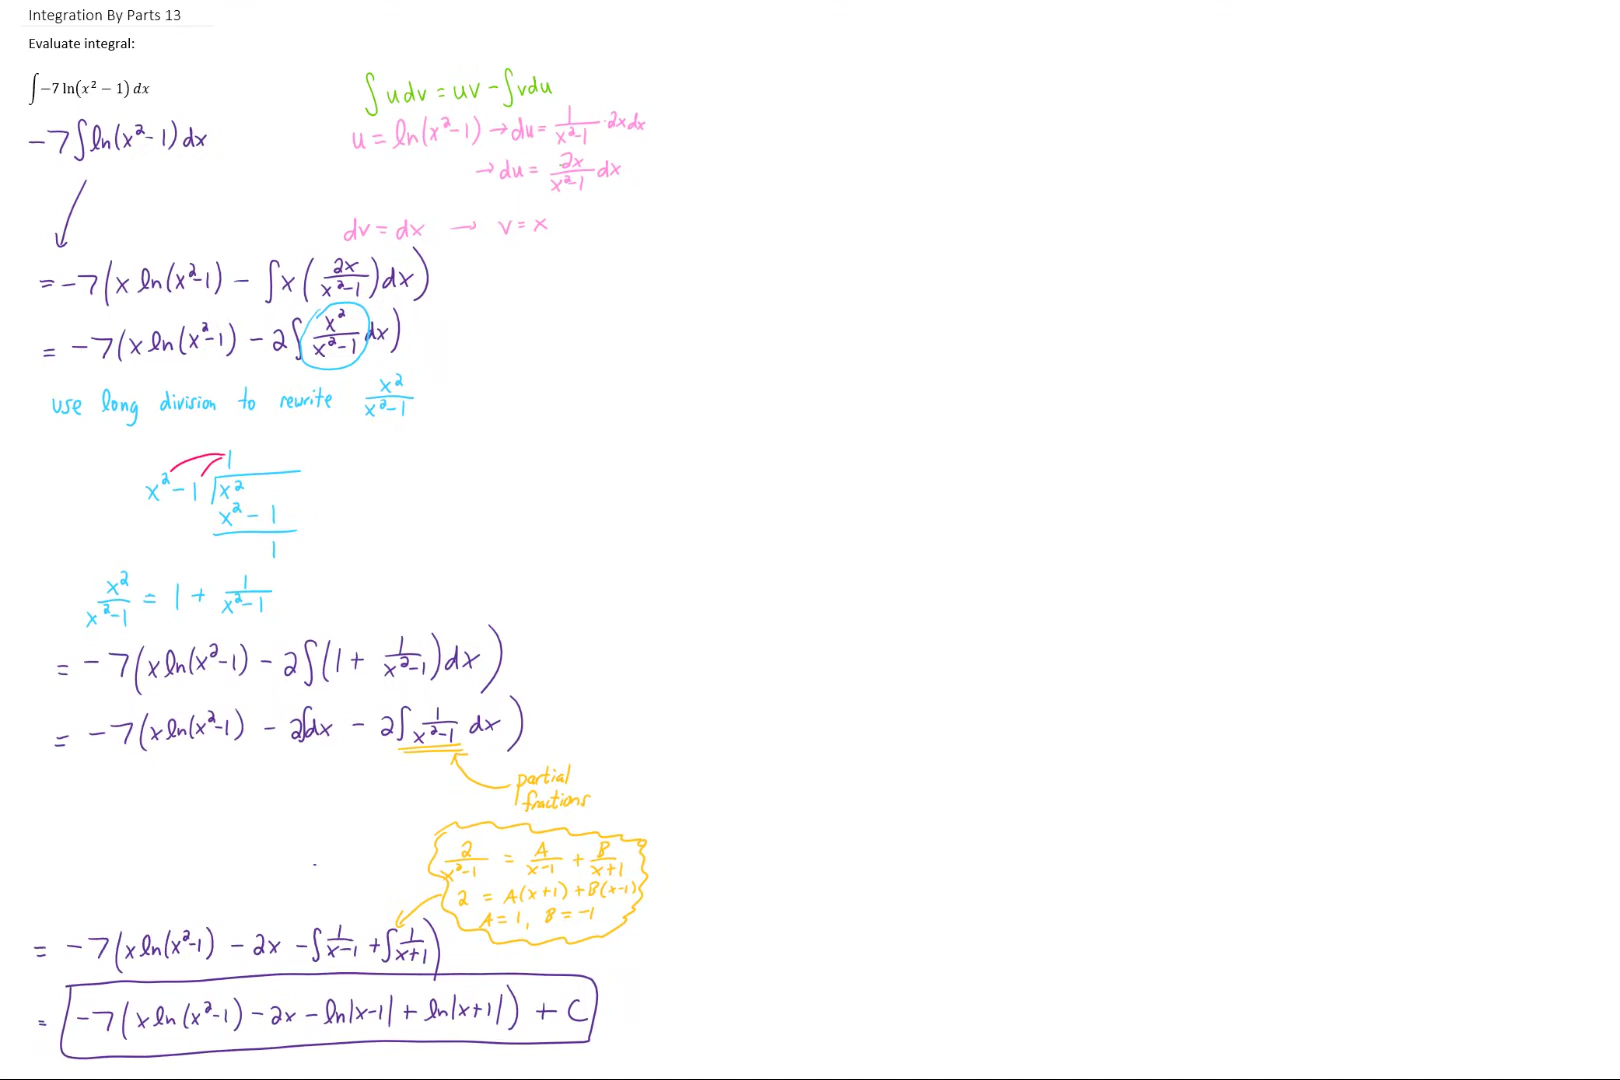 Integration By Parts 13
Evaluate integral:
∫ −7 ln(x² − 1) dx
∫ u dv = uv − ∫ v du
−7 ∫ ln(x² − 1) dx
u = ln(x² − 1) → du = 1/(x² − 1) · 2x dx
→ du = 2x/(x² − 1) dx
dv = dx → v = x
= −7(x ln(x² − 1) − ∫ x (2x/(x² − 1)) dx)
= −7(x ln(x² − 1) − 2 ∫ x²/(x² − 1) dx)
use long division to rewrite x²/(x² − 1)
1
x² − 1 √x²
x² − 1
1
x²/(x² − 1) = 1 + 1/(x² − 1)
= −7(x ln(x² − 1) − 2 ∫ (1 + 1/(x² − 1)) dx)
= −7(x ln(x² − 1) − 2∫dx − 2 ∫ 1/(x² − 1) dx)
partial
fractions
2/(x² − 1) = A/(x − 1) + B/(x + 1)
2 = A(x + 1) + B(x − 1)
A = 1, B = −1
= −7(x ln(x² − 1) − 2x − ∫ 1/(x − 1) + ∫ 1/(x + 1))
= −7(x ln(x² − 1) − 2x − ln|x − 1| + ln|x + 1|) + C